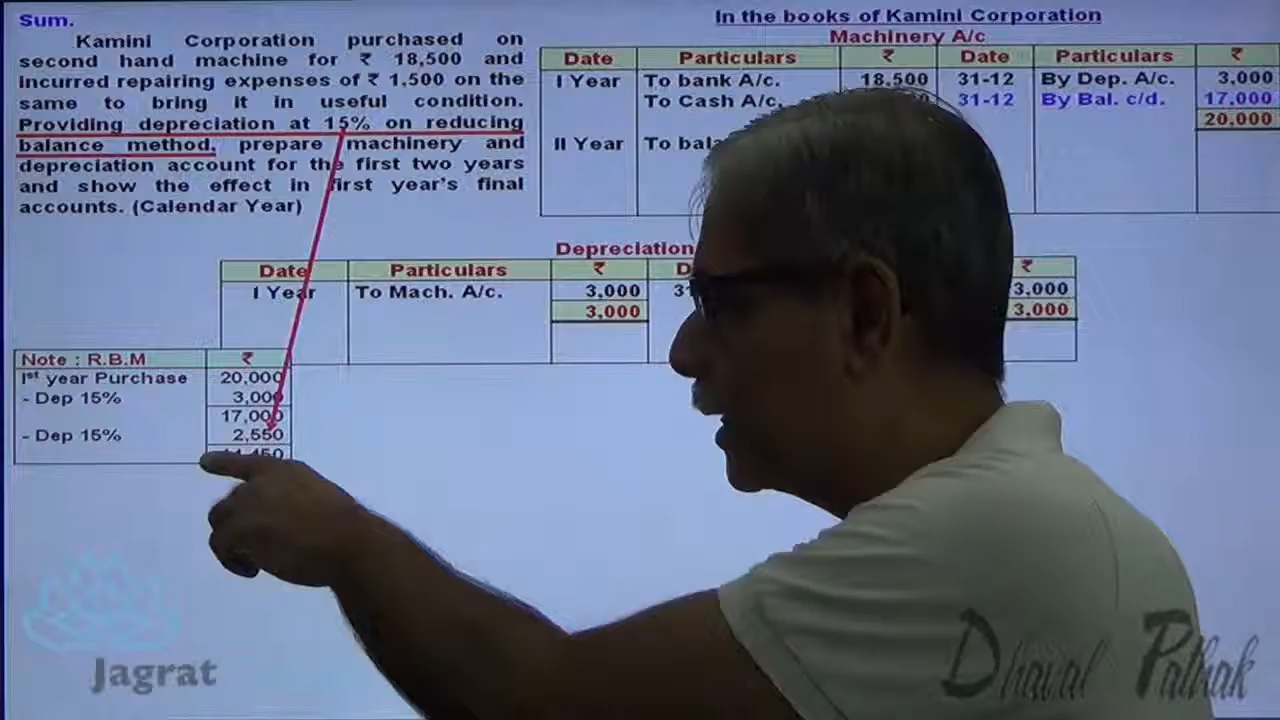 Sum.
Kamini Corporation purchased on
second hand machine for ₹ 18,500 and
incurred repairing expenses of ₹ 1,500 on the
same to bring it in useful condition.
Providing depreciation at 15% on reducing
balance method, prepare machinery and
depreciation account for the first two years
and show the effect in first year's final
accounts. (Calendar Year)
In the books of Kamini Corporation
Machinery A/c
Date Particulars ₹ Date Particulars ₹
I Year To bank A/c. 18,500 31-12 By Dep. A/c. 3,000
To Cash A/c. 31-12 By Bal. c/d. 17,000
20,000
II Year To
Depreciation
Date Particulars ₹ ₹
I Year To Mach. A/c. 3,000 3,000
3,000 3,000
Note : R.B.M ₹
Ist year Purchase 20,000
- Dep 15% 3,000
17,000
- Dep 15% 2,550
14,450
Jagrat
Dhaval Pathak